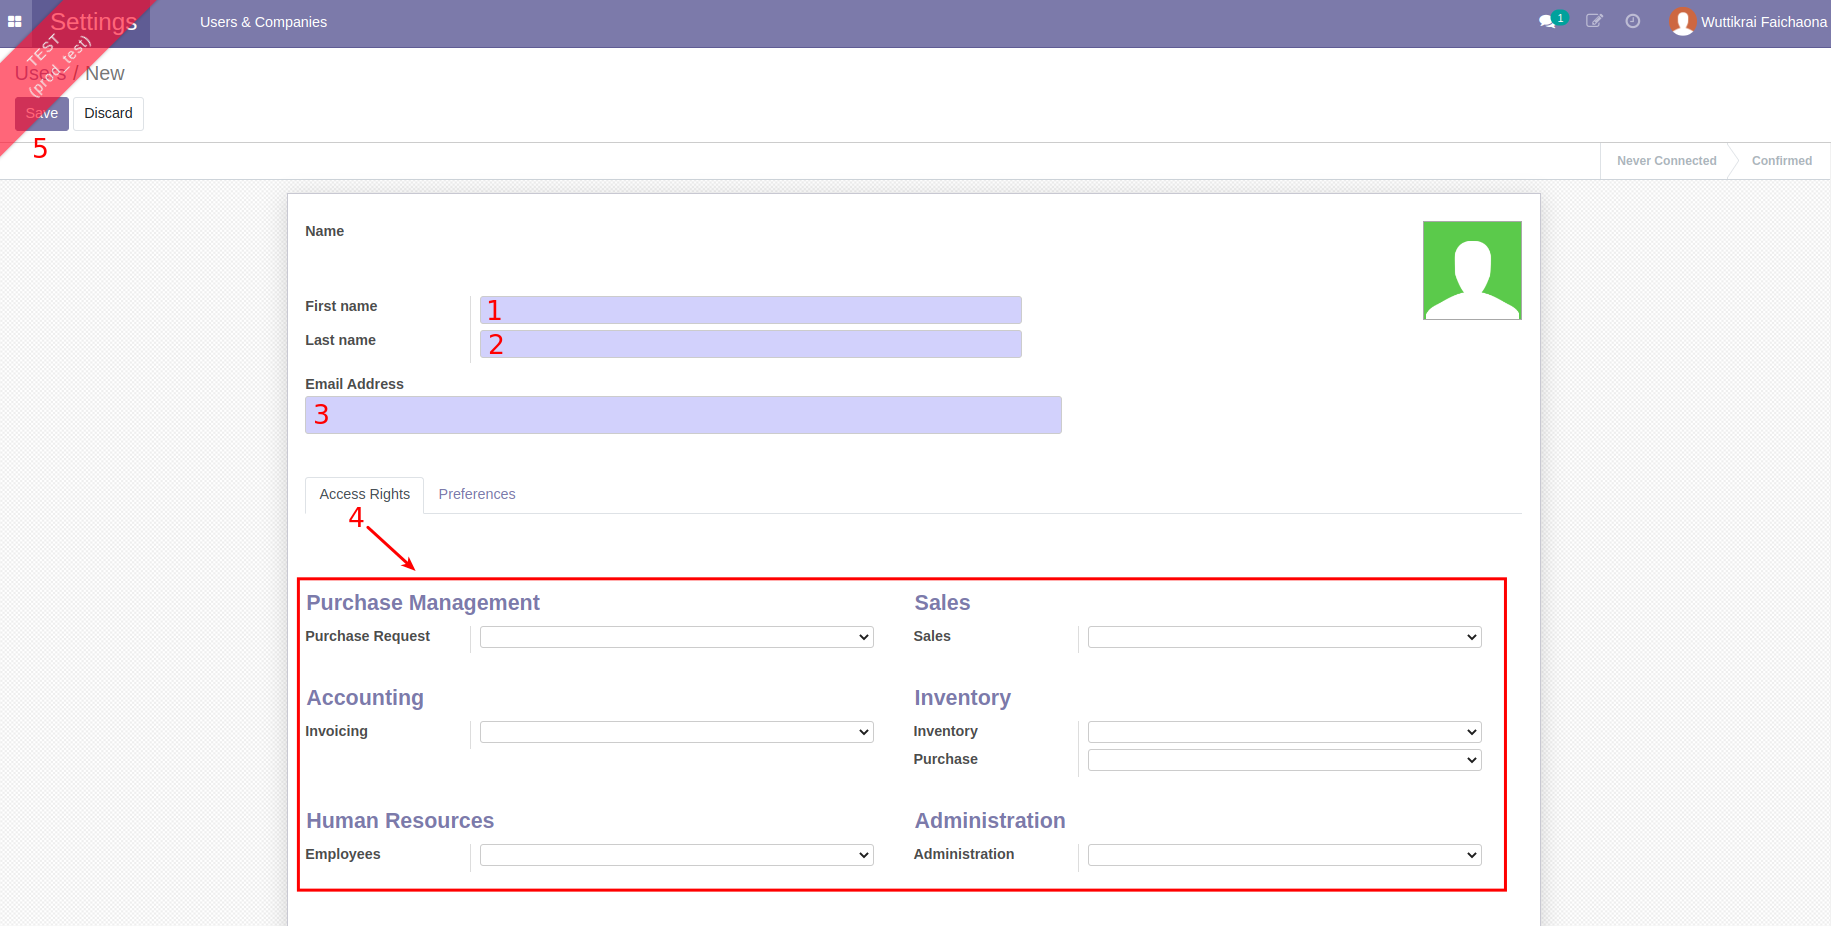 Settings
Users & Companies
1
Wuttikrai Faichaona
TEST
(prod_test)
Users / New
Save
Discard
5
Never Connected
Confirmed
Name
First name
1
Last name
2
Email Address
3
Access Rights
Preferences
4
Purchase Management
Sales
Purchase Request
Sales
Accounting
Inventory
Invoicing
Inventory
Purchase
Human Resources
Administration
Employees
Administration